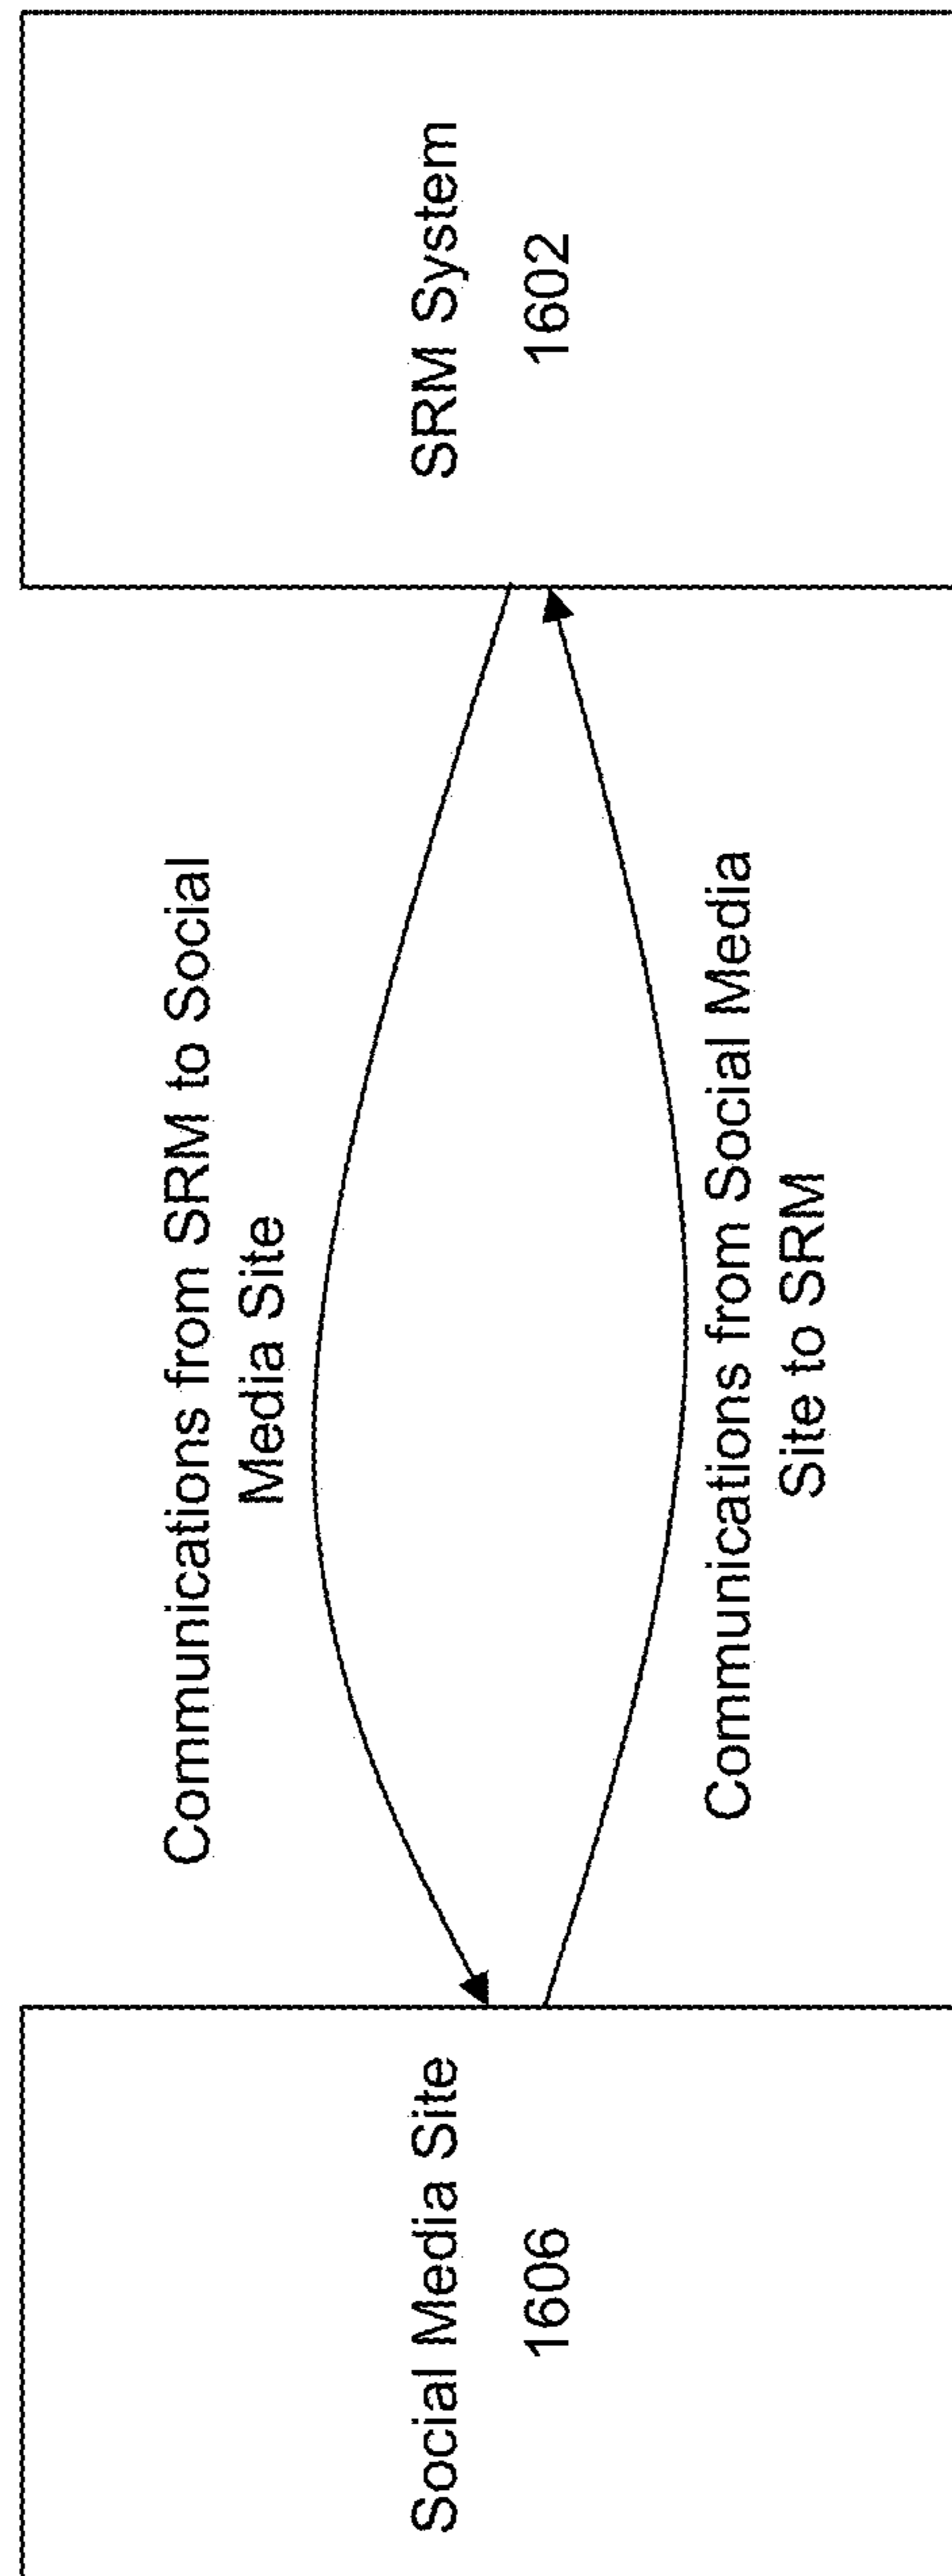 Social Media Site
1606
Communications from SRM to Social
Media Site
Communications from Social Media
Site to SRM
SRM System
1602